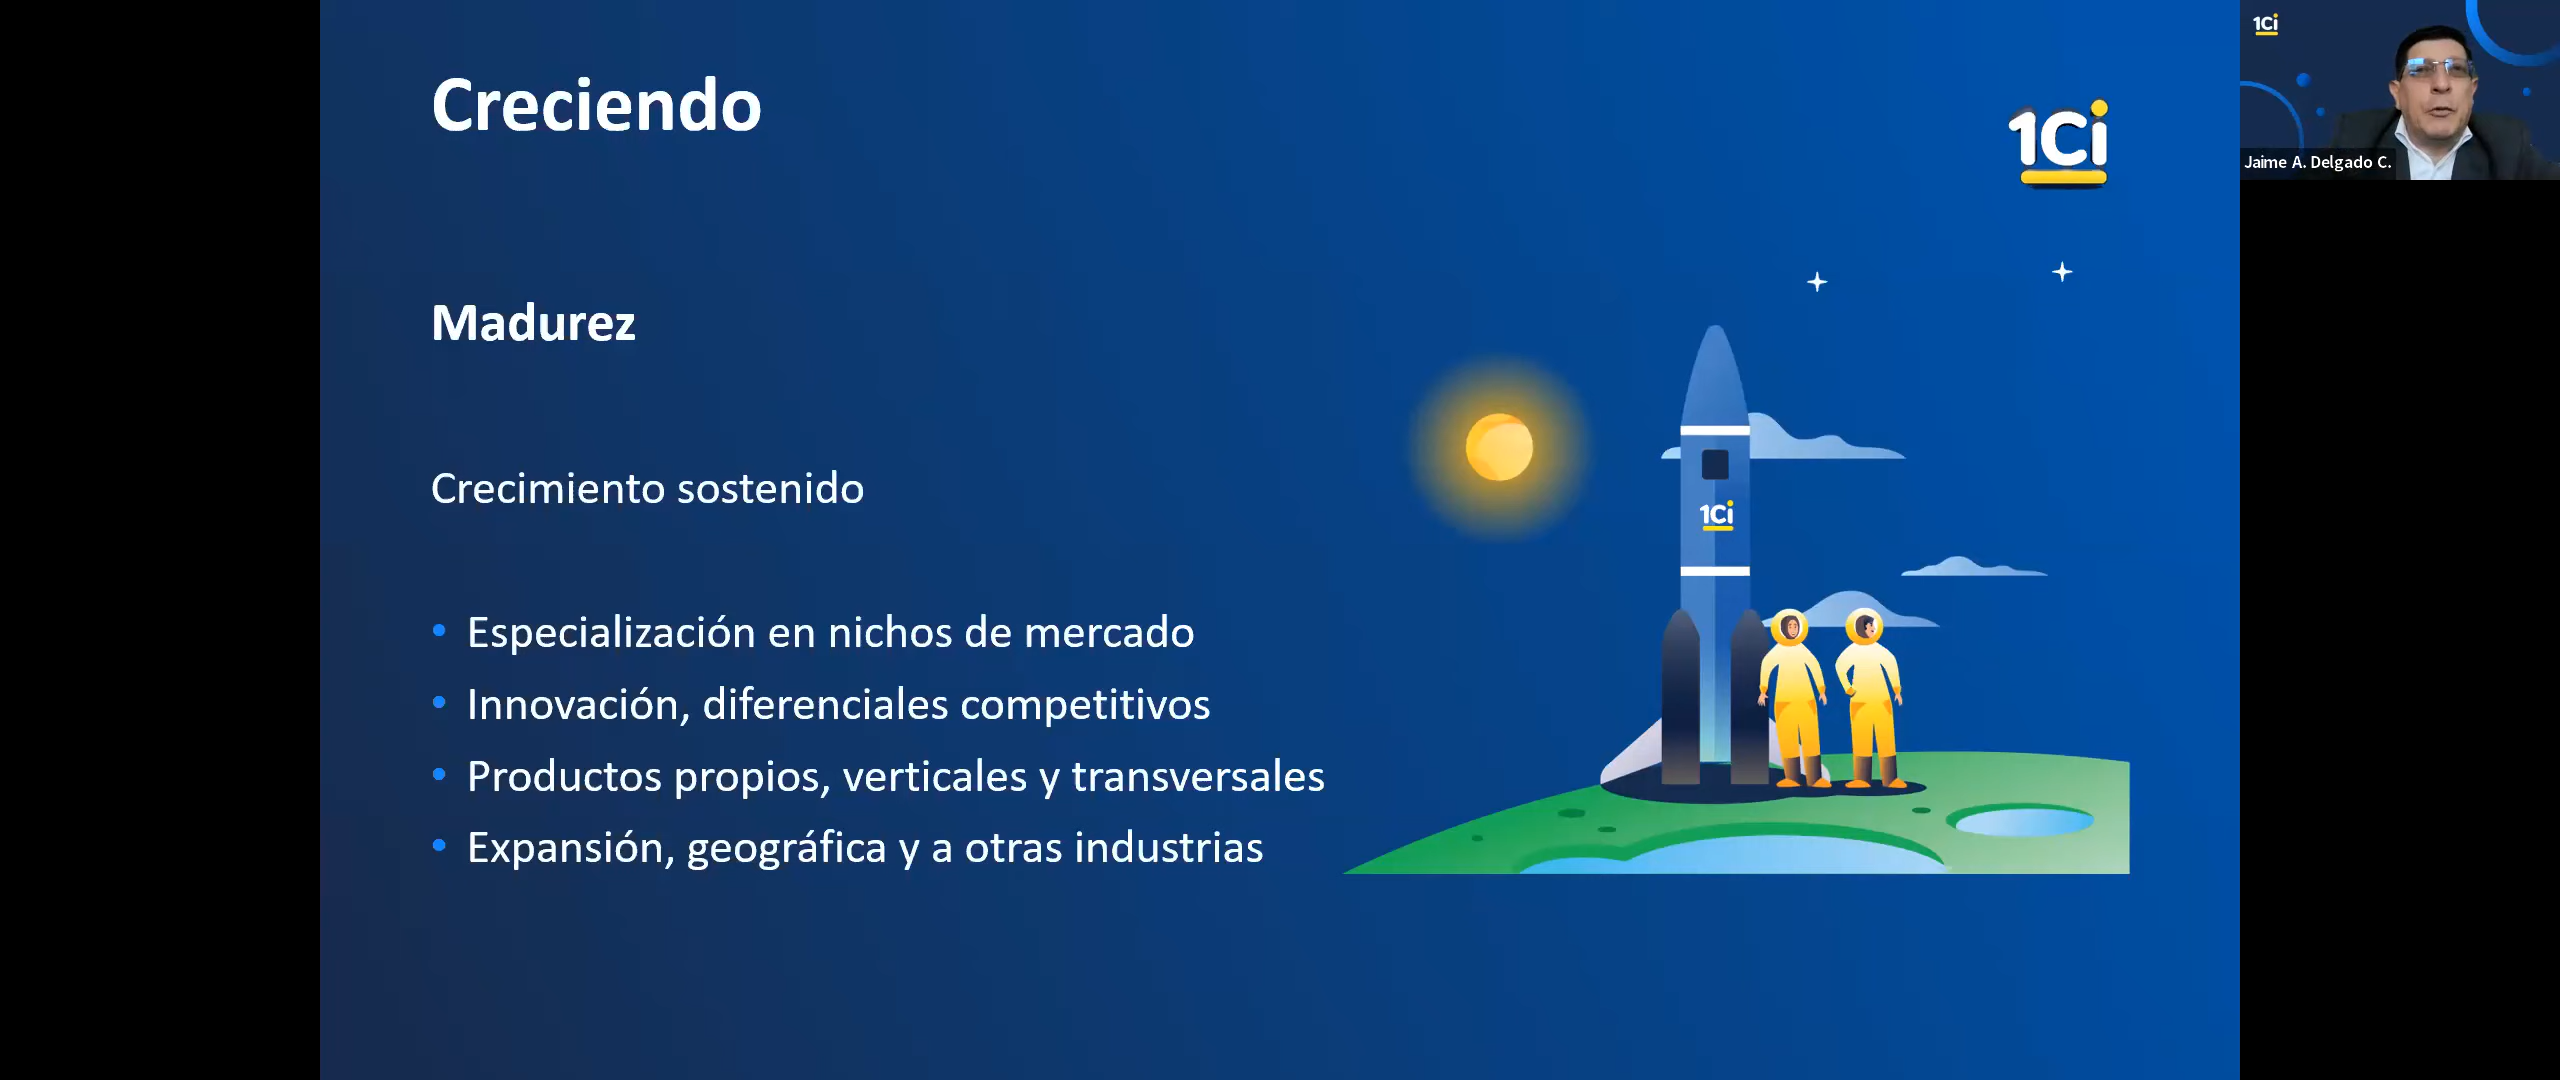 Creciendo
1Ci
Madurez
Crecimiento sostenido
• Especialización en nichos de mercado
• Innovación, diferenciales competitivos
• Productos propios, verticales y transversales
• Expansión, geográfica y a otras industrias
1Ci
1Ci
Jaime A. Delgado C.